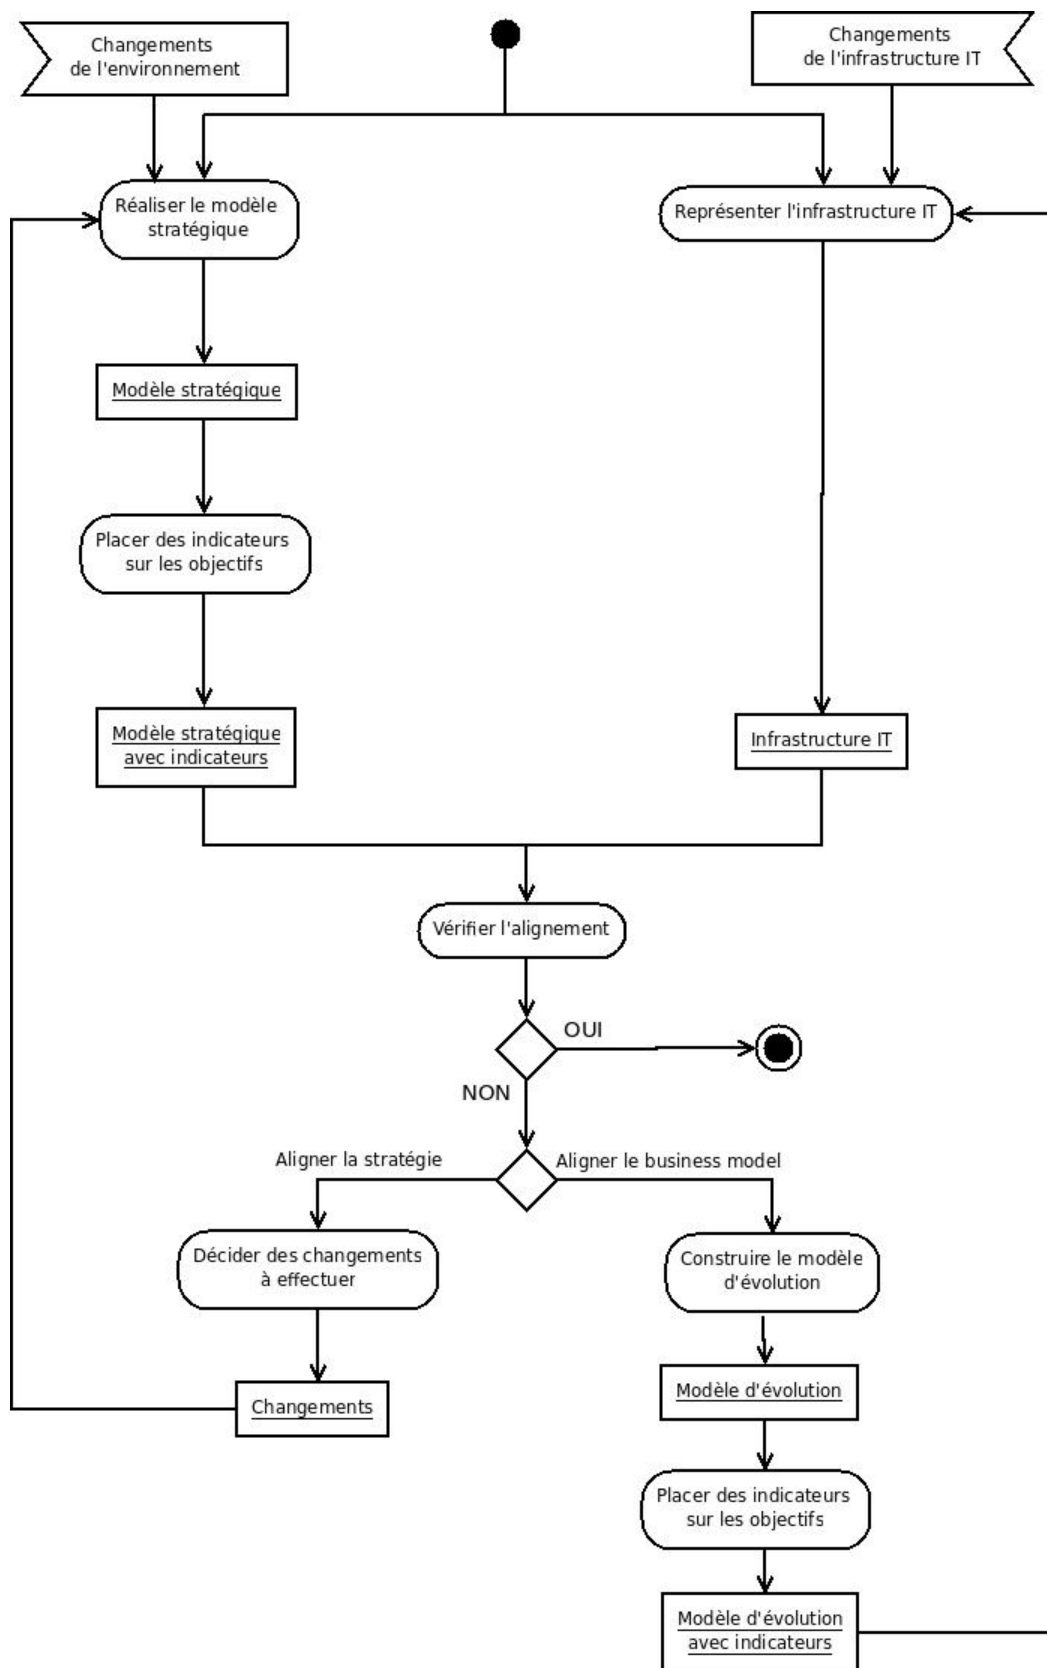 Changements
de l'environnement
Changements
de l'infrastructure IT
Réaliser le modèle
stratégique
Représenter l'infrastructure IT
Modèle stratégique
Placer des indicateurs
sur les objectifs
Modèle stratégique
avec indicateurs
Infrastructure IT
Vérifier l'alignement
OUI
NON
Aligner la stratégie
Aligner le business model
Décider des changements
à effectuer
Construire le modèle
d'évolution
Modèle d'évolution
Changements
Placer des indicateurs
sur les objectifs
Modèle d'évolution
avec indicateurs